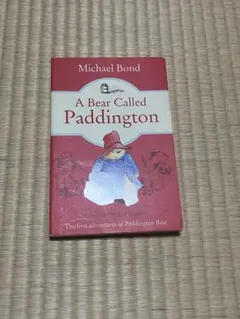 Michael Bond
A Bear Called
Paddington
The first adventures of Paddington Bear